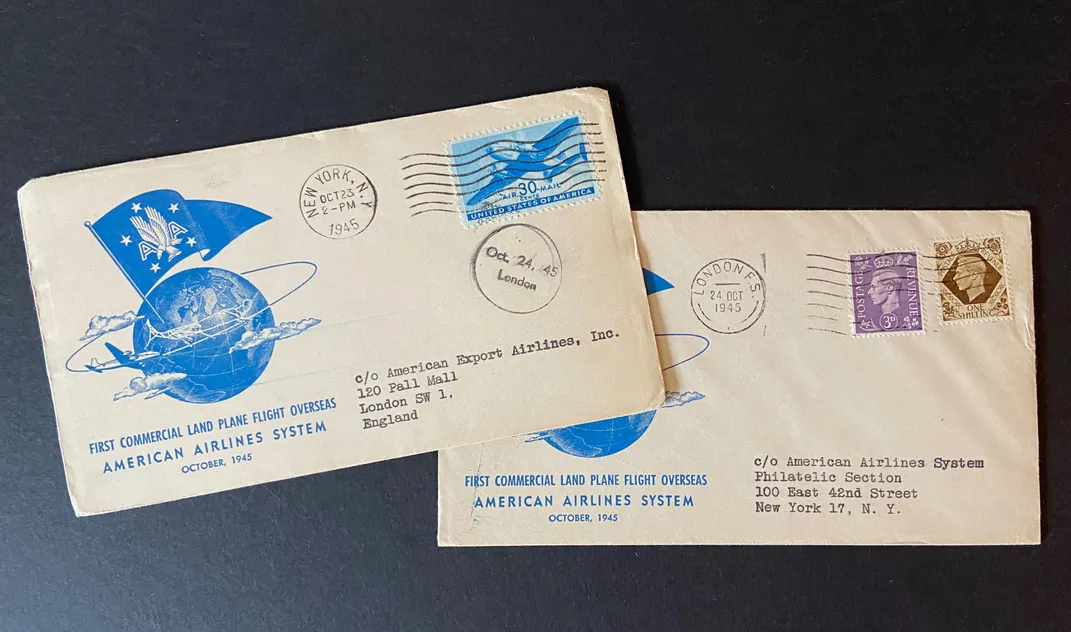 NEW YORK, N.Y.
OCT 23
2-PM
1945
AIR 30 MAIL
CENTS
UNITED STATES OF AMERICA
Oct. 24, 45
London
AA
c/o American Export Airlines, Inc.
120 Pall Mall
London SW 1,
England
FIRST COMMERCIAL LAND PLANE FLIGHT OVERSEAS
AMERICAN AIRLINES SYSTEM
OCTOBER, 1945
LONDON F.S.
24 OCT
1945
POSTAGE
REVENUE
3D
ONE
SHILLING
c/o American Airlines System
Philatelic Section
100 East 42nd Street
New York 17, N. Y.
FIRST COMMERCIAL LAND PLANE FLIGHT OVERSEAS
AMERICAN AIRLINES SYSTEM
OCTOBER, 1945